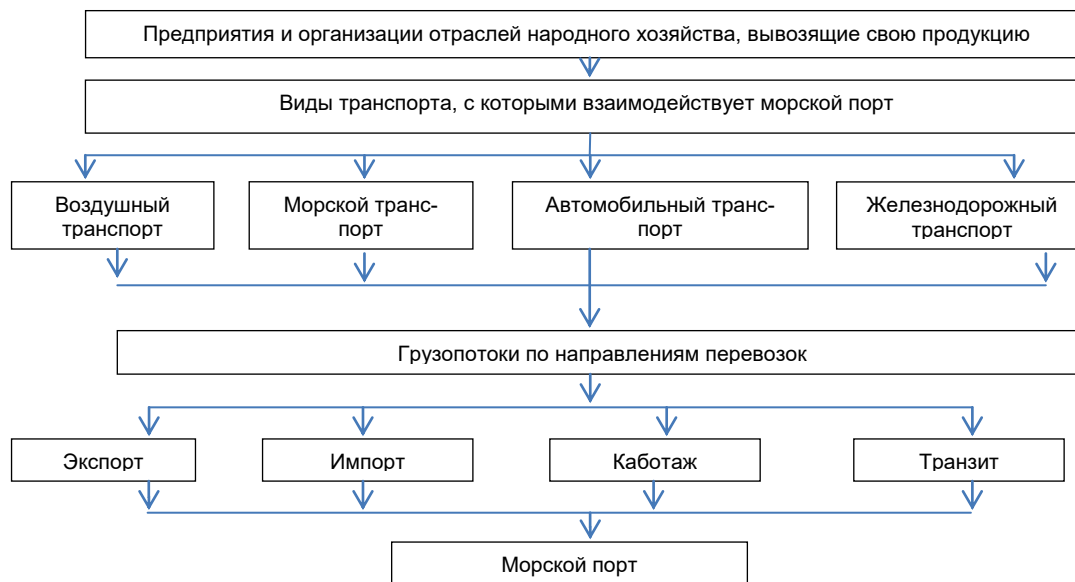 Предприятия и организации отраслей народного хозяйства, вывозящие свою продукцию
Виды транспорта, с которыми взаимодействует морской порт
Воздушный
транспорт
Морской транс-
порт
Автомобильный транс-
порт
Железнодорожный
транспорт
Грузопотоки по направлениям перевозок
Экспорт
Импорт
Каботаж
Транзит
Морской порт